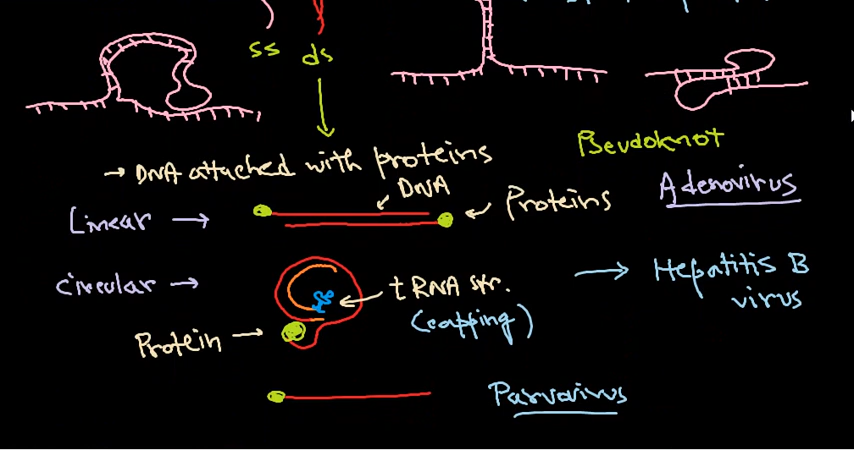 ss
ds
Pseudoknot
→ DNA attached with proteins
Adenovirus
DNA
Linear →
Proteins
circular →
tRNA str.
(capping)
→ Hepatitis B
virus
Protein →
Parvovirus